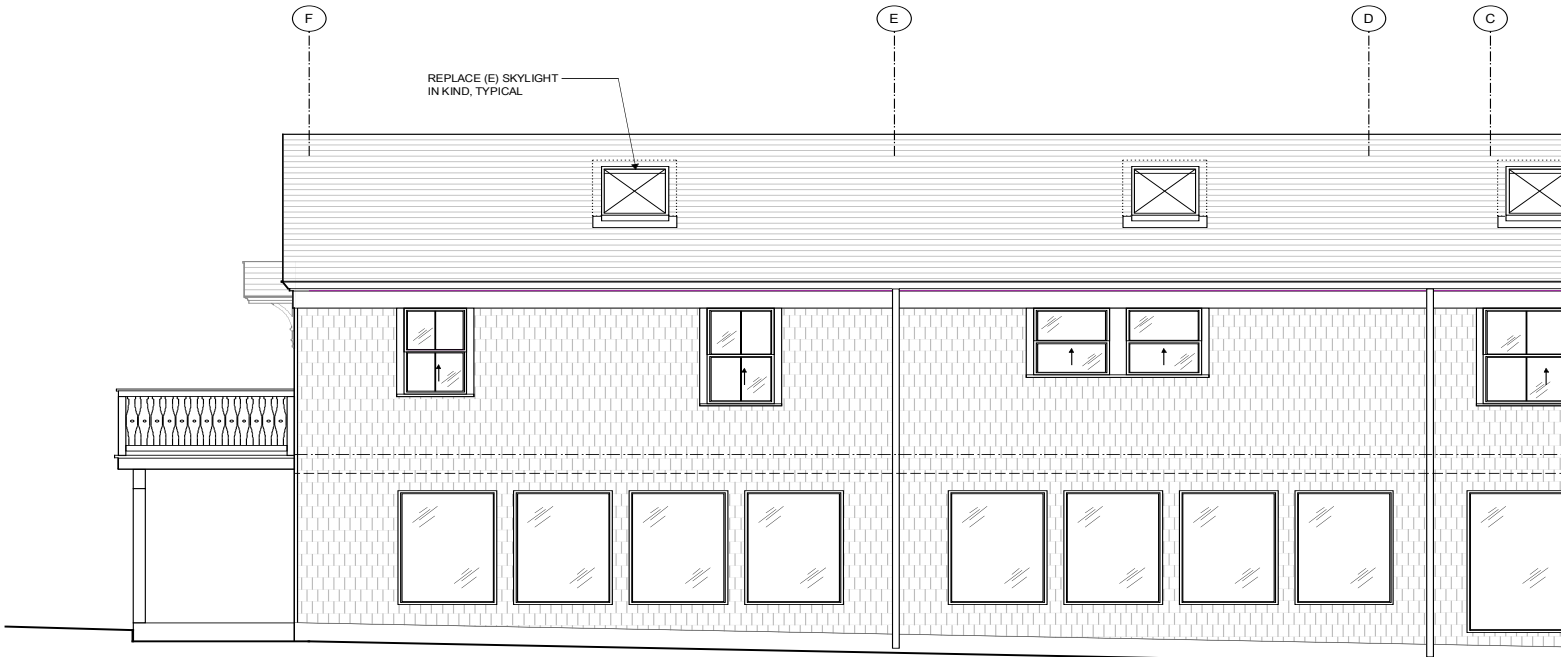 F
E
D
C
REPLACE (E) SKYLIGHT
IN KIND, TYPICAL